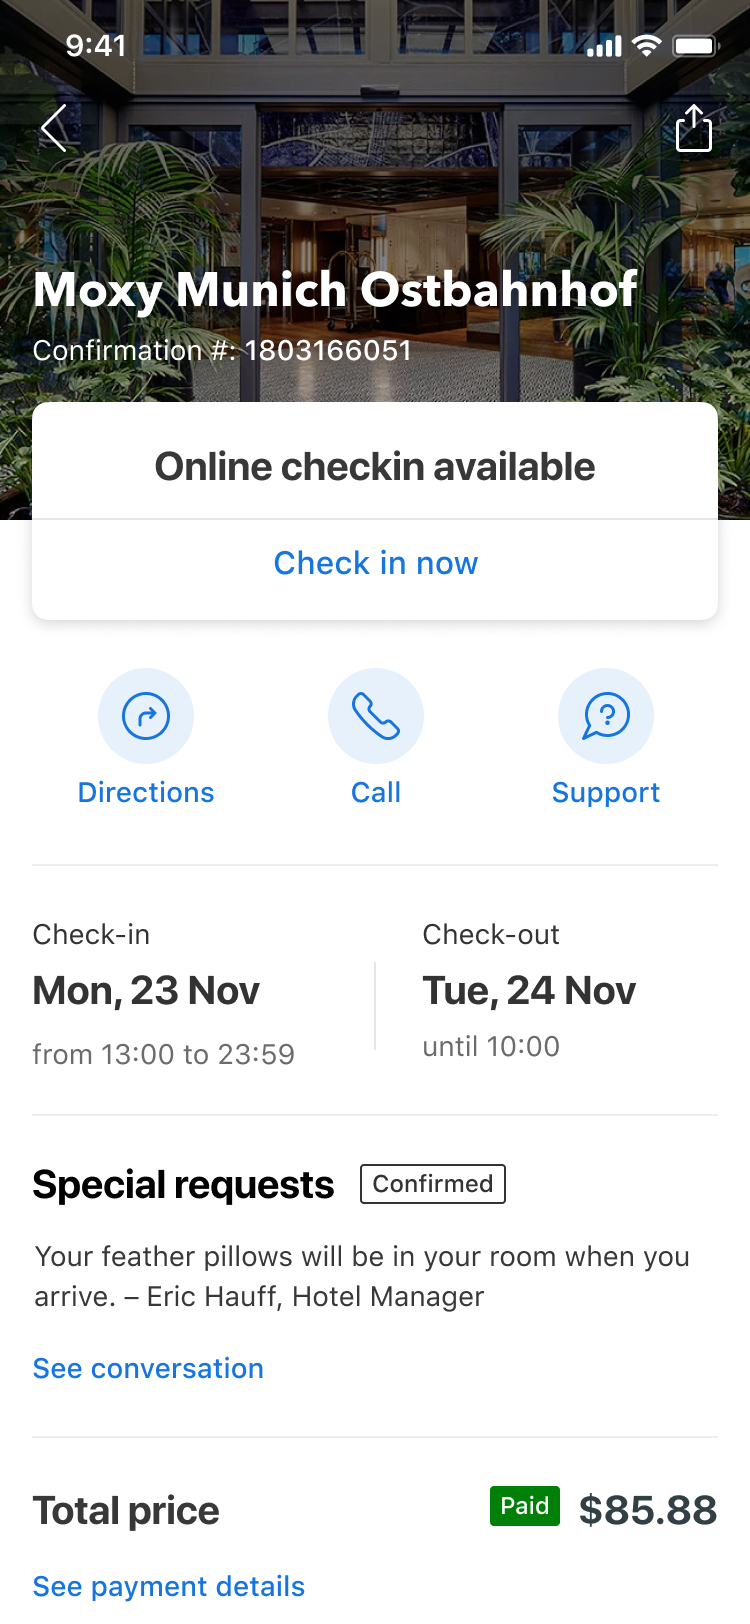 9:41
Moxy Munich Ostbahnhof
Confirmation #: 1803166051
Online checkin available
Check in now
Directions
Call
Support
Check-in
Check-out
Mon, 23 Nov
Tue, 24 Nov
from 13:00 to 23:59
until 10:00
Special requests
Confirmed
Your feather pillows will be in your room when you
arrive. – Eric Hauff, Hotel Manager
See conversation
Total price
Paid
$85.88
See payment details